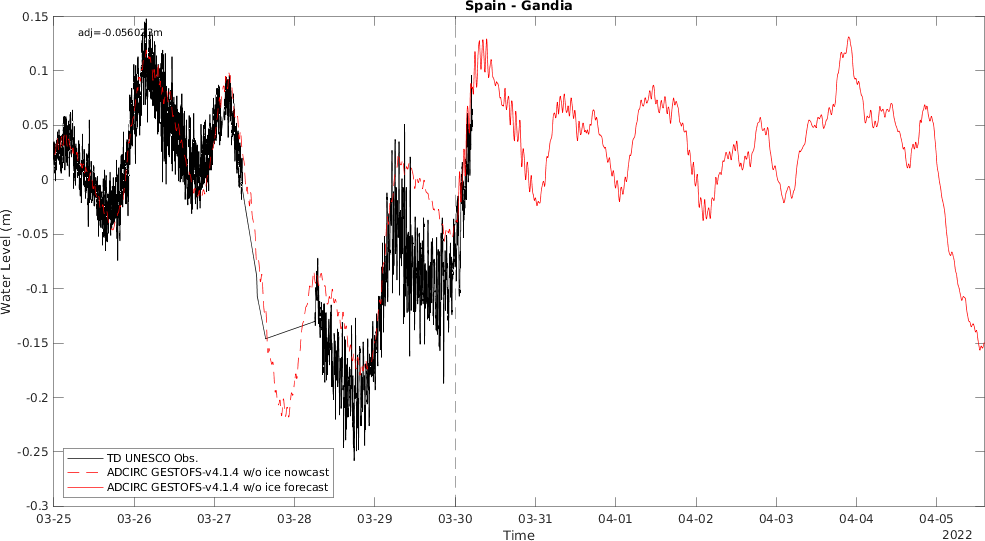 Spain - Gandia
adj=-0.056023m
Water Level (m)
0.15
0.1
0.05
0
-0.05
-0.1
-0.15
-0.2
-0.25
-0.3
TD UNESCO Obs.
ADCIRC GESTOFS-v4.1.4 w/o ice nowcast
ADCIRC GESTOFS-v4.1.4 w/o ice forecast
03-25 03-26 03-27 03-28 03-29 03-30 03-31 04-01 04-02 04-03 04-04 04-05
Time
2022